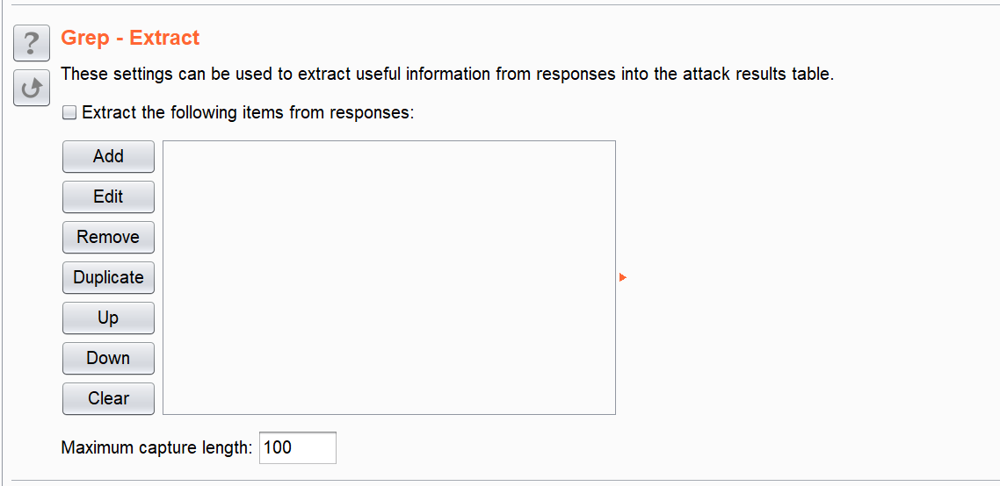 ?
Grep - Extract
These settings can be used to extract useful information from responses into the attack results table.
Extract the following items from responses:
Add
Edit
Remove
Duplicate
Up
Down
Clear
Maximum capture length: 100